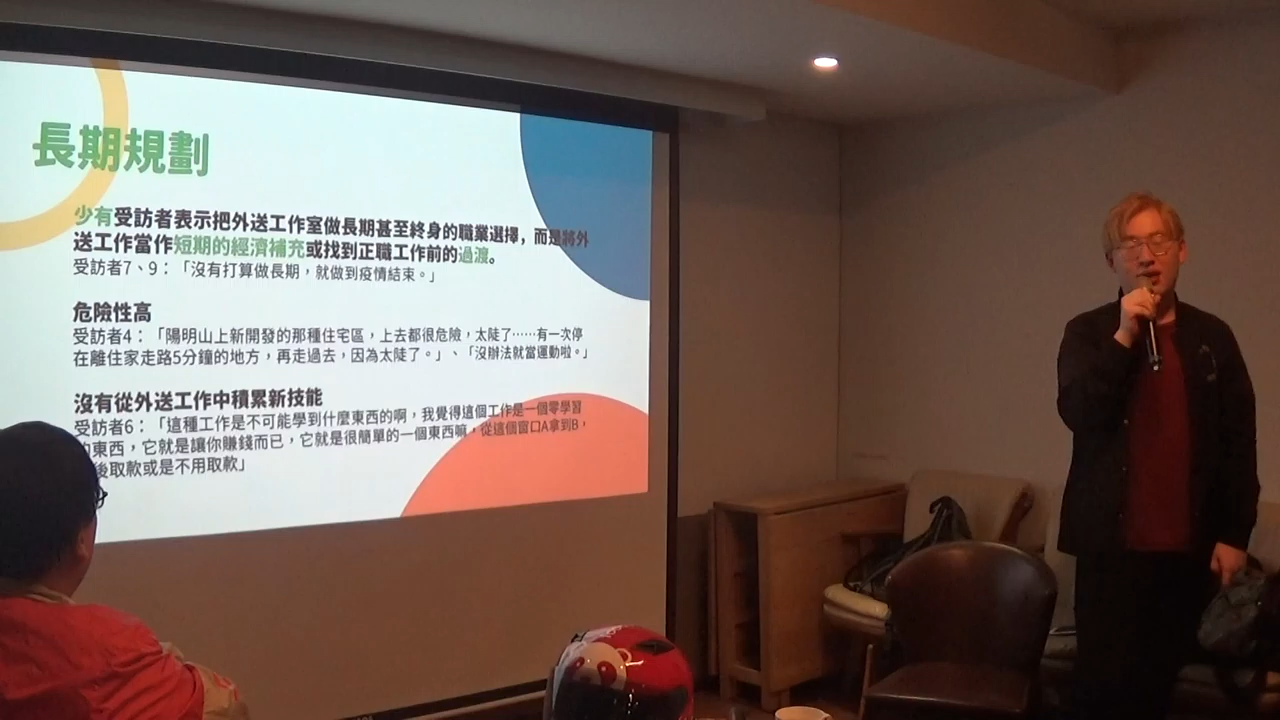 長期規劃
少有受訪者表示把外送工作室做長期甚至終身的職業選擇，而是將外
送工作當作短期的經濟補充或找到正職工作前的過渡。
受訪者7、9：「沒有打算做長期，就做到疫情結束。」
危險性高
受訪者4：「陽明山上新開發的那種住宅區，上去都很危險，太陡了……有一次停
在離住家走路5分鐘的地方，再走過去，因為太陡了。」、「沒辦法就當運動啦。」
沒有從外送工作中積累新技能
受訪者6：「這種工作是不可能學到什麼東西的啊，我覺得這個工作是一個零學習
的東西，它就是讓你賺錢而已，它就是很簡單的一個東西嘛，從這個窗口A拿到B，
後取款或是不用取款」